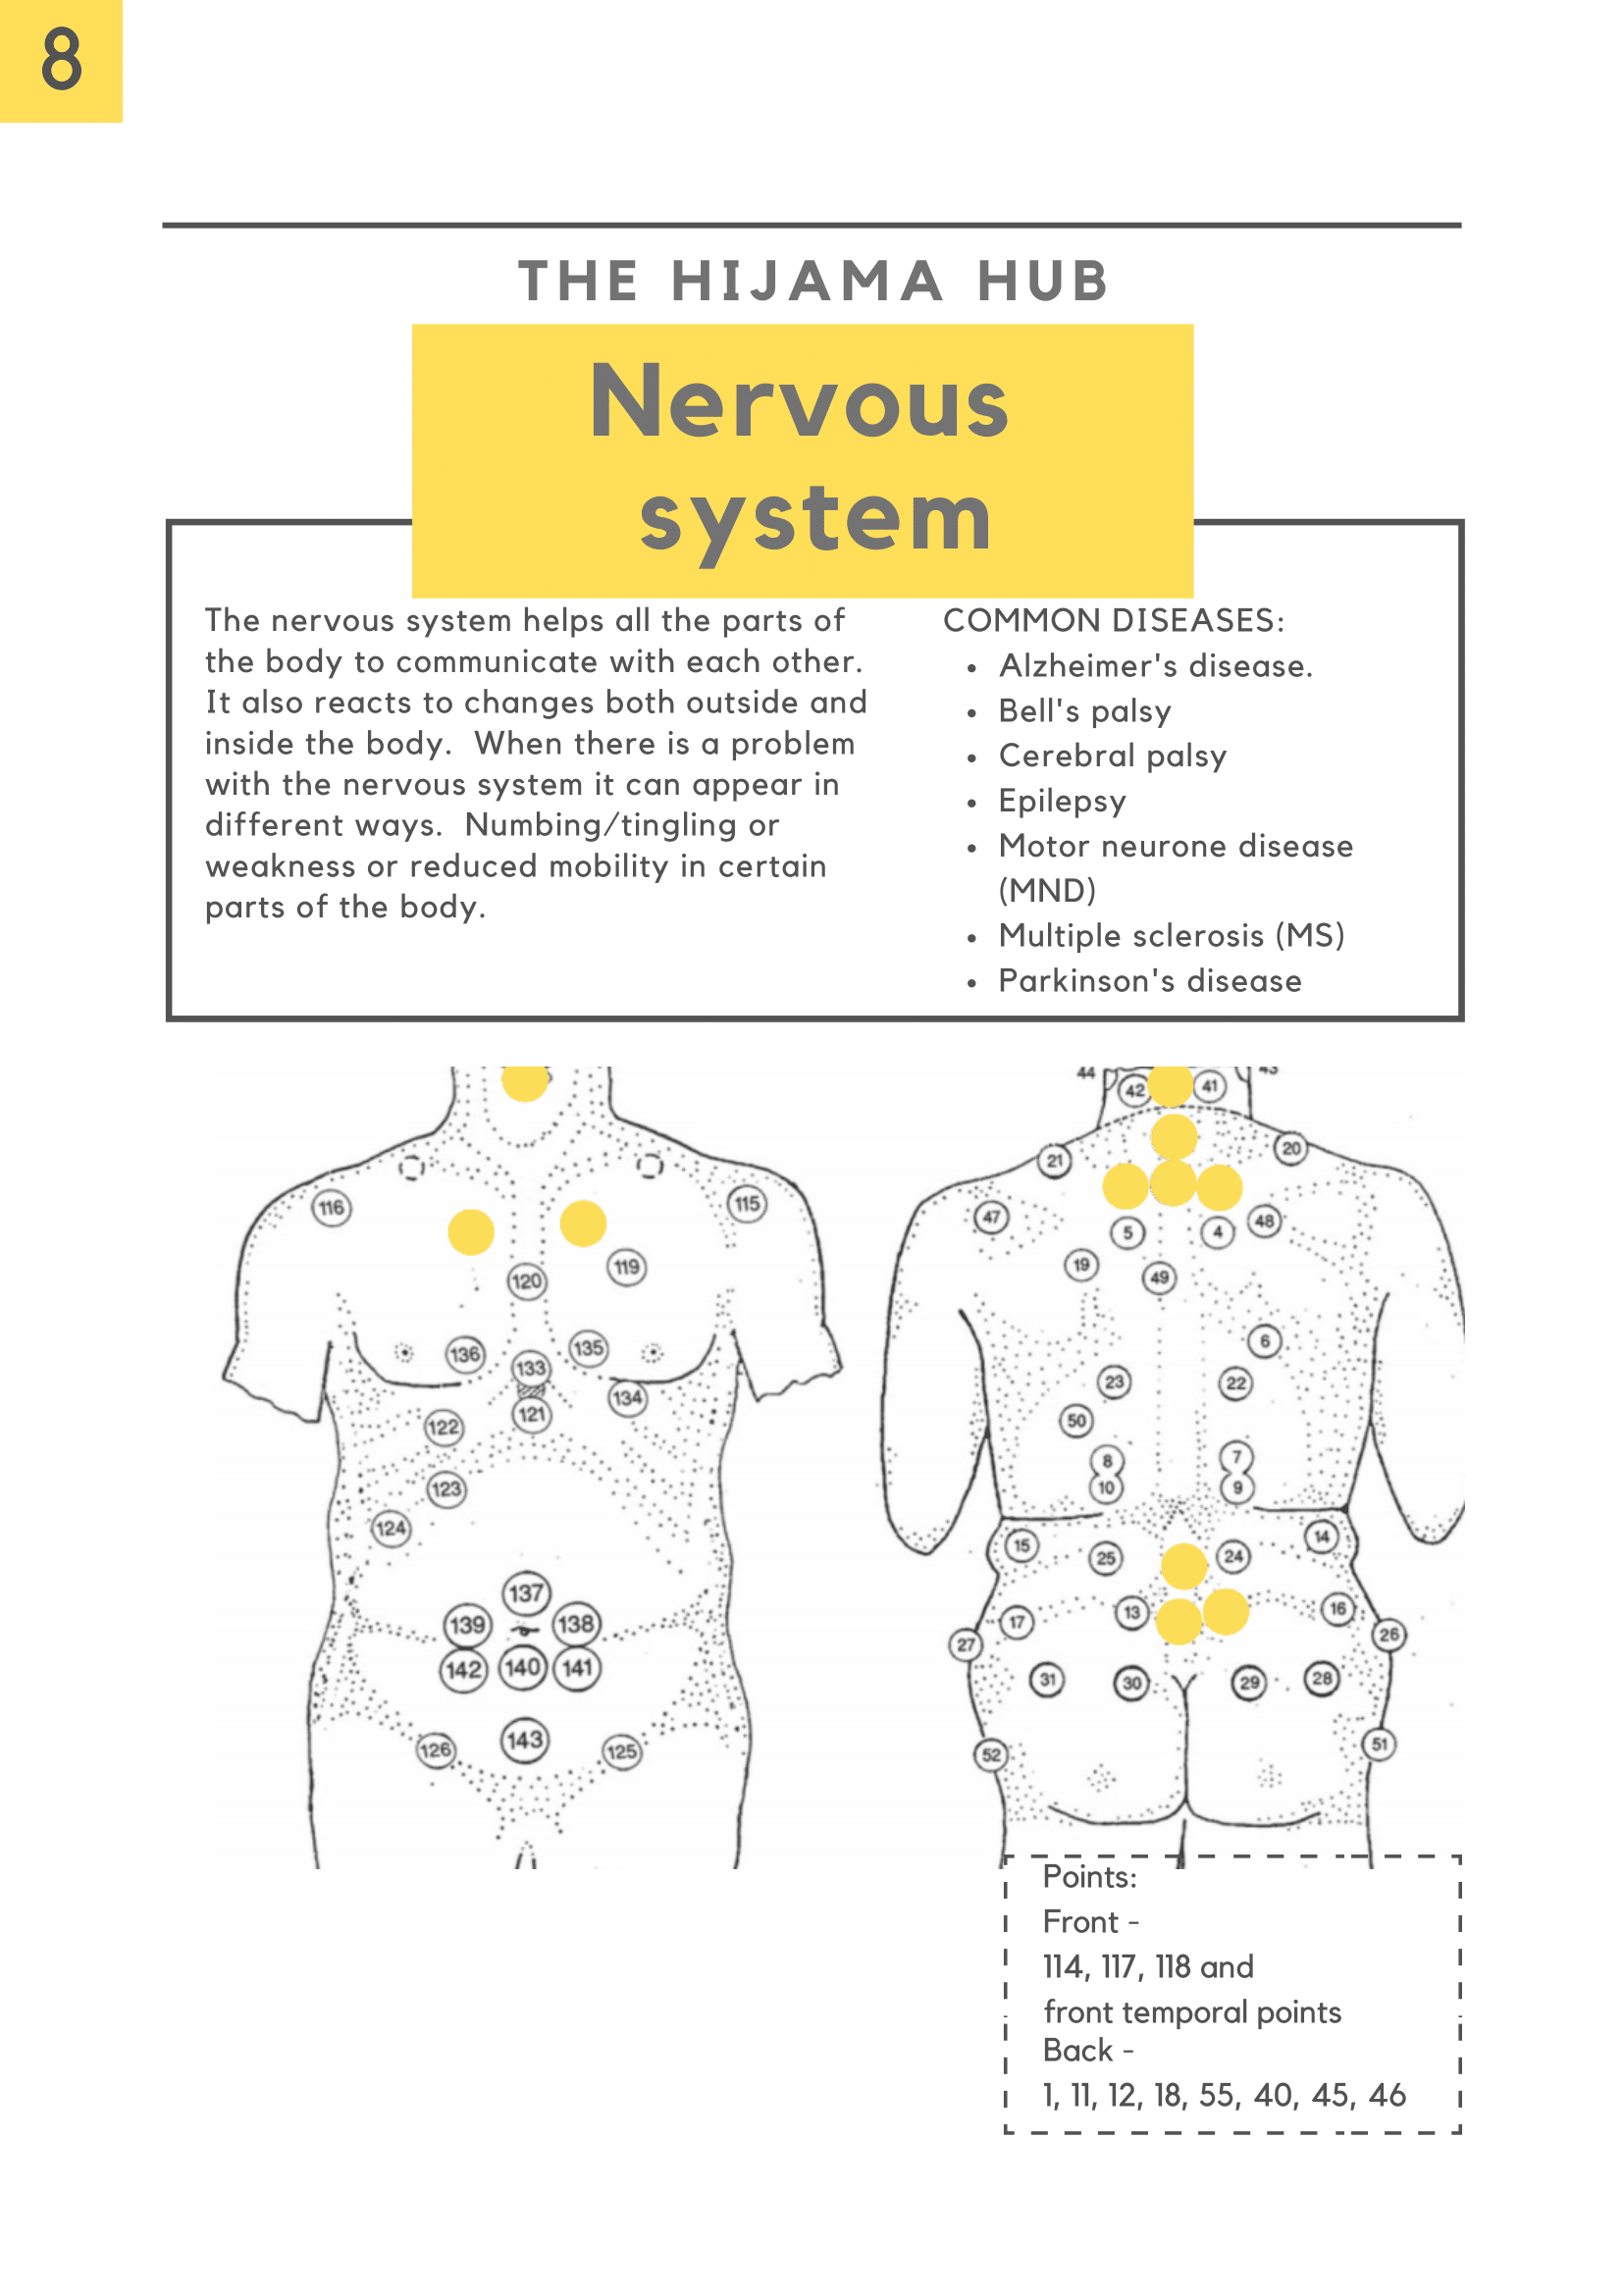 8
THE HIJAMA HUB
Nervous
system
The nervous system helps all the parts of
the body to communicate with each other.
It also reacts to changes both outside and
inside the body.  When there is a problem
with the nervous system it can appear in
different ways.  Numbing/tingling or
weakness or reduced mobility in certain
parts of the body.
COMMON DISEASES:
• Alzheimer's disease.
• Bell's palsy
• Cerebral palsy
• Epilepsy
• Motor neurone disease
(MND)
• Multiple sclerosis (MS)
• Parkinson's disease
116
115
119
120
136
135
133
134
121
122
123
124
137
139
138
142
140
141
143
126
125
44
43
42
41
21
20
47
48
5
4
19
49
6
23
22
50
8
7
10
9
15
14
25
24
17
13
16
27
26
31
30
29
28
52
51
Points:
Front -
114, 117, 118 and
front temporal points
Back -
1, 11, 12, 18, 55, 40, 45, 46